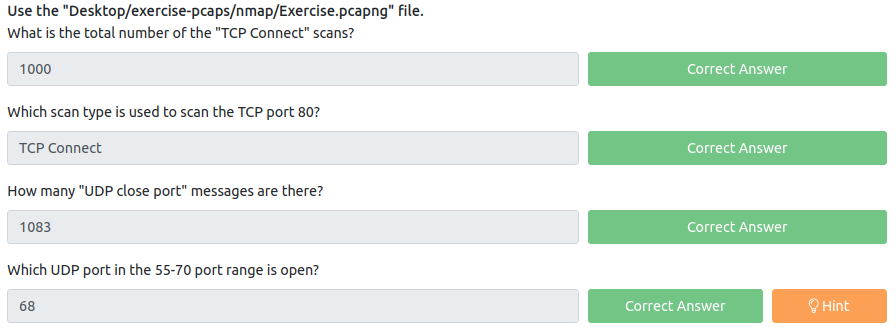 Use the "Desktop/exercise-pcaps/nmap/Exercise.pcapng" file.
What is the total number of the "TCP Connect" scans?
1000 Correct Answer
Which scan type is used to scan the TCP port 80?
TCP Connect Correct Answer
How many "UDP close port" messages are there?
1083 Correct Answer
Which UDP port in the 55-70 port range is open?
68 Correct Answer Hint